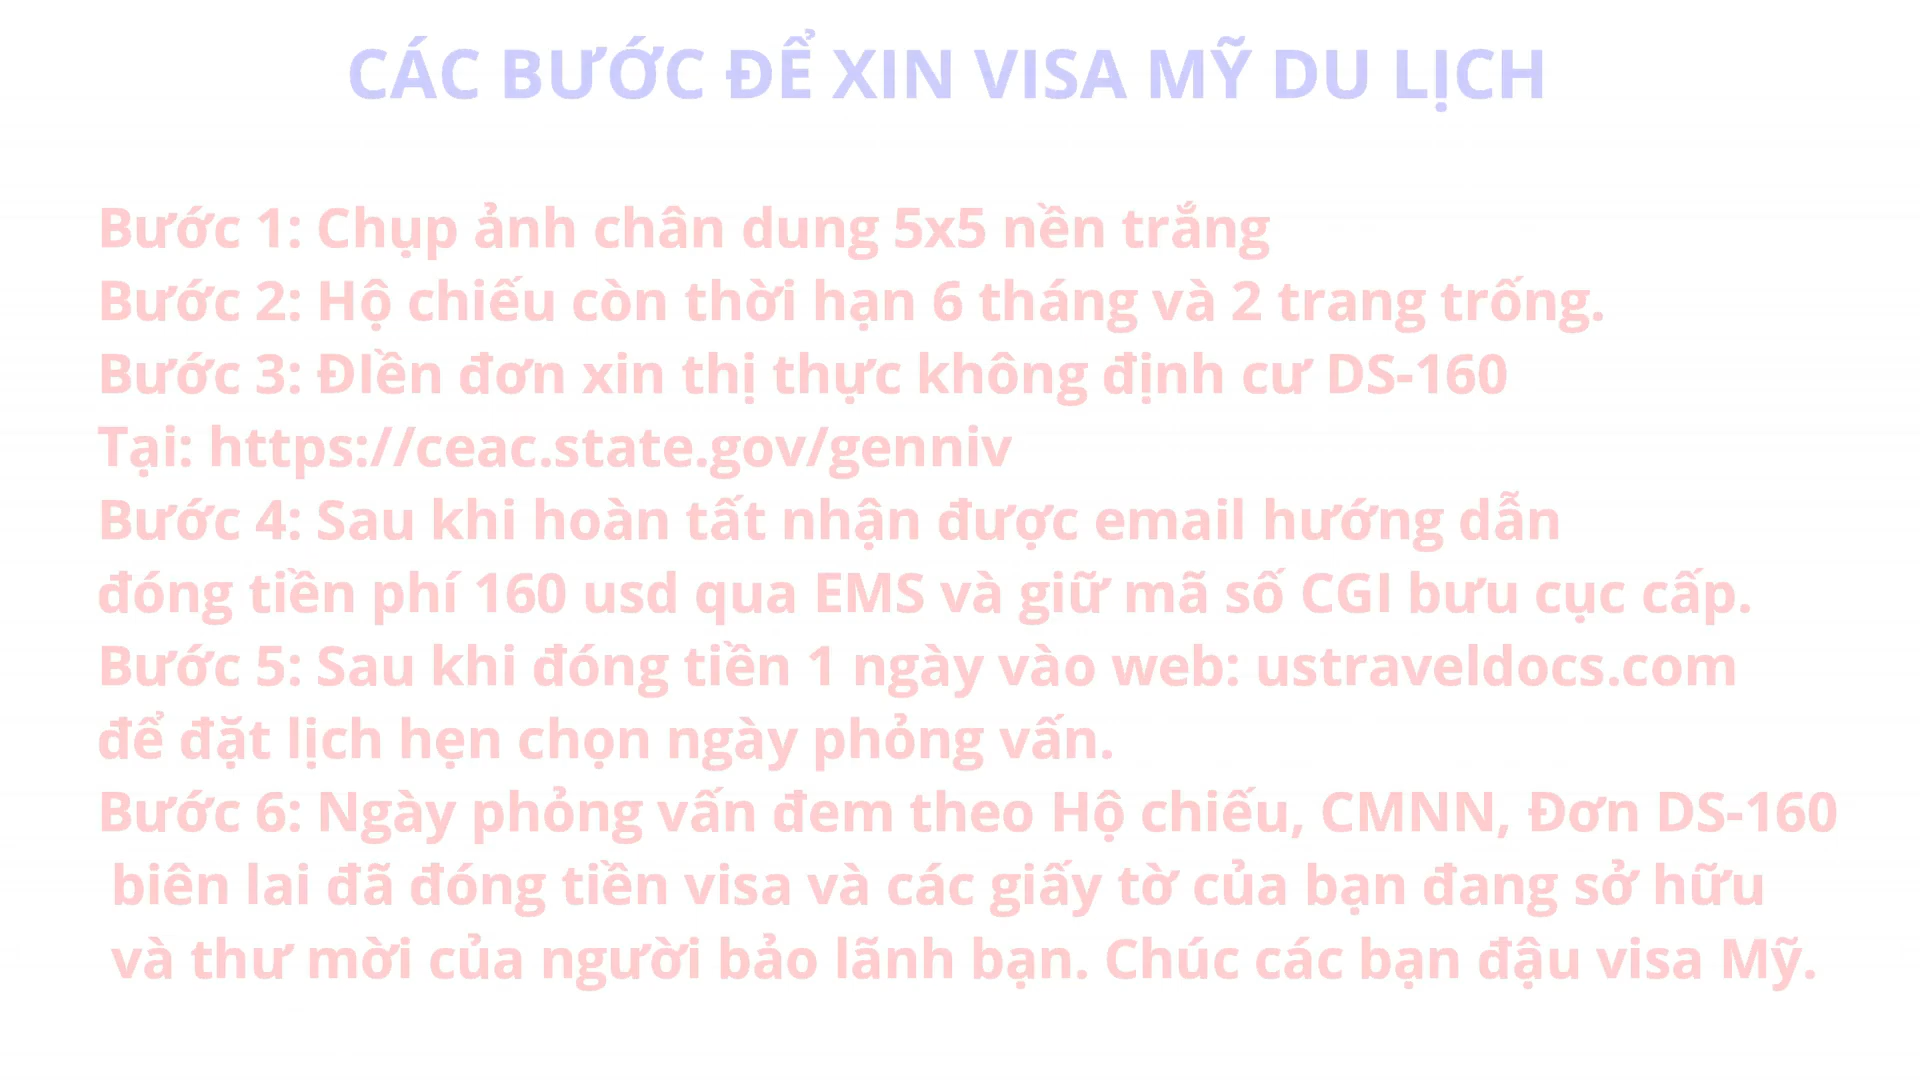 CÁC BƯỚC ĐỂ XIN VISA MỸ DU LỊCH
Bước 1: Chụp ảnh chân dung 5x5 nền trắng
Bước 2: Hộ chiếu còn thời hạn 6 tháng và 2 trang trống.
Bước 3: ĐIền đơn xin thị thực không định cư DS-160
Tại: https://ceac.state.gov/genniv
Bước 4: Sau khi hoàn tất nhận được email hướng dẫn
đóng tiền phí 160 usd qua EMS và giữ mã số CGI bưu cục cấp.
Bước 5: Sau khi đóng tiền 1 ngày vào web: ustraveldocs.com
để đặt lịch hẹn chọn ngày phỏng vấn.
Bước 6: Ngày phỏng vấn đem theo Hộ chiếu, CMNN, Đơn DS-160
biên lai đã đóng tiền visa và các giấy tờ của bạn đang sở hữu
và thư mời của người bảo lãnh bạn. Chúc các bạn đậu visa Mỹ.